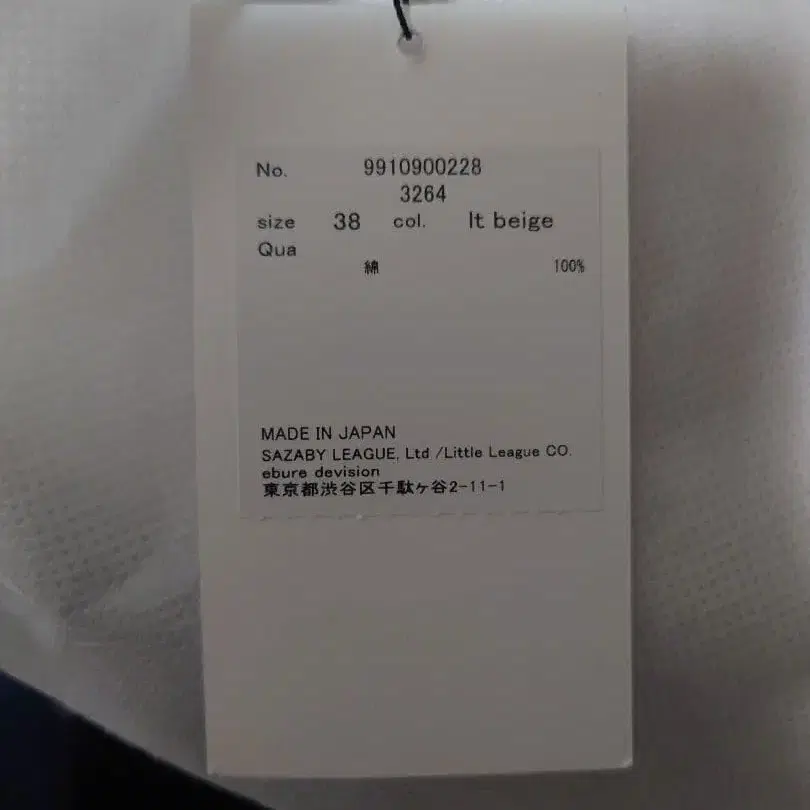 No. 9910900228
3264
size 38 col. lt beige
Qua
綿 100%
MADE IN JAPAN
SAZABY LEAGUE, Ltd /Little League CO.
ebure devision
東京都渋谷区千駄ヶ谷2-11-1